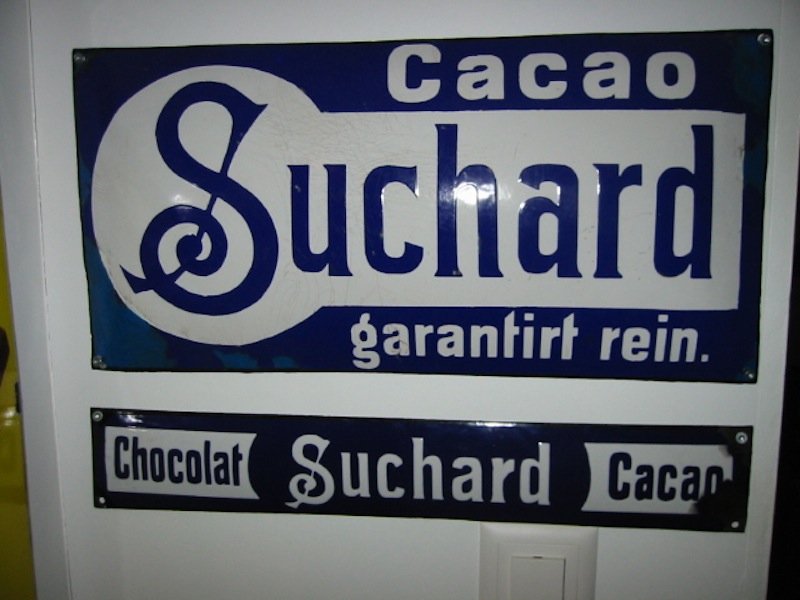 Cacao
Suchard
garantirt rein.
Chocolat Suchard Cacao